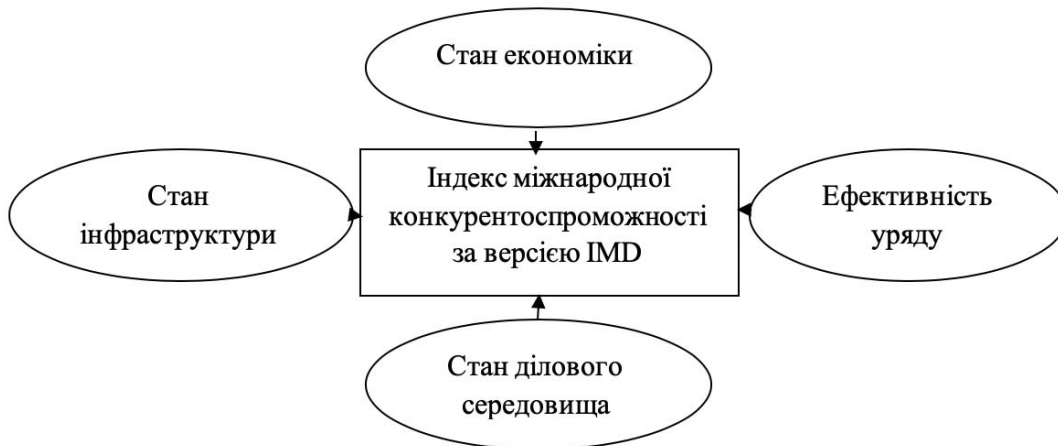 Стан економіки
Стан
інфраструктури
Індекс міжнародної
конкурентоспроможності
за версією IMD
Ефективність
уряду
Стан ділового
середовища